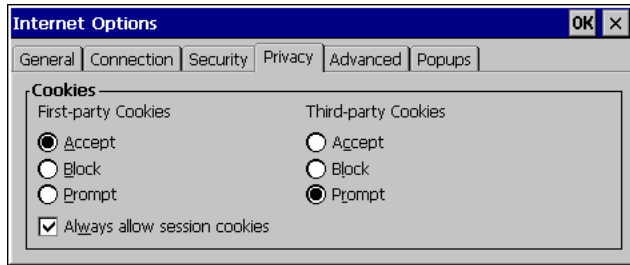 Internet Options OK ×
General Connection Security Privacy Advanced Popups
Cookies
First-party Cookies Third-party Cookies
Accept Accept
Block Block
Prompt Prompt
Always allow session cookies